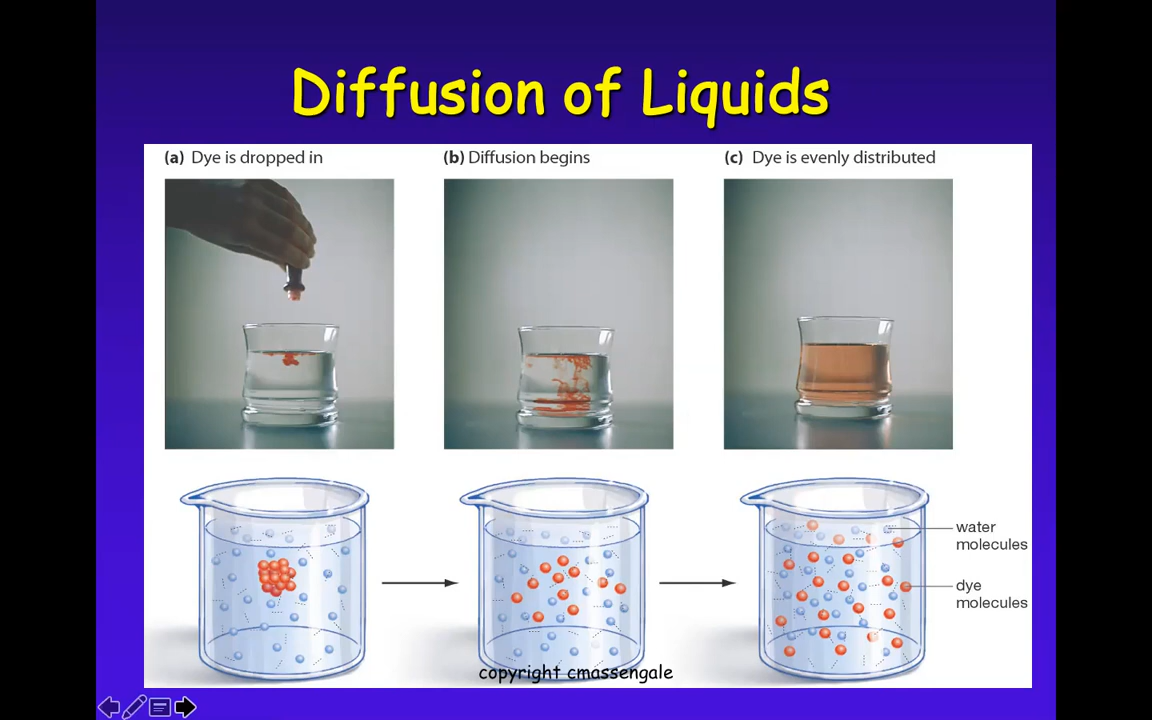 Diffusion of Liquids
(a) Dye is dropped in
(b) Diffusion begins
(c) Dye is evenly distributed
water
molecules
dye
molecules
copyright cmassengale